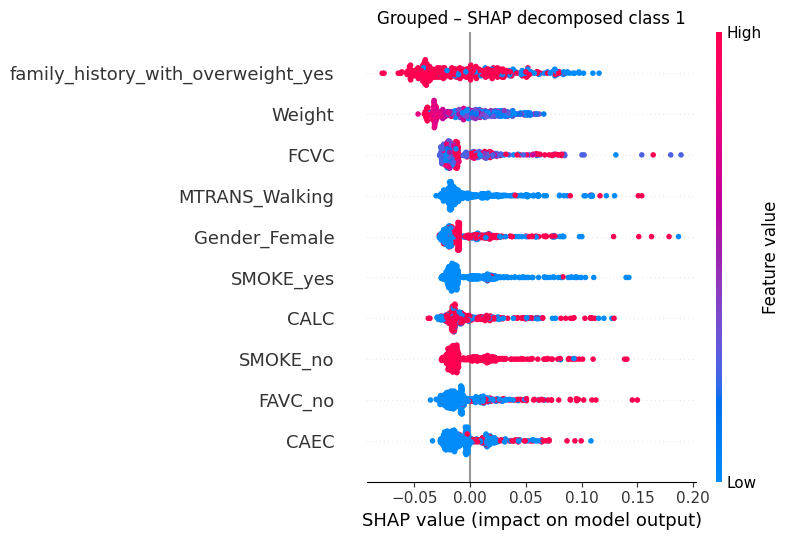 Grouped – SHAP decomposed class 1
High
family_history_with_overweight_yes
Weight
FCVC
MTRANS_Walking
Gender_Female
SMOKE_yes
CALC
SMOKE_no
FAVC_no
CAEC
Feature value
Low
−0.05 0.00 0.05 0.10 0.15 0.20
SHAP value (impact on model output)